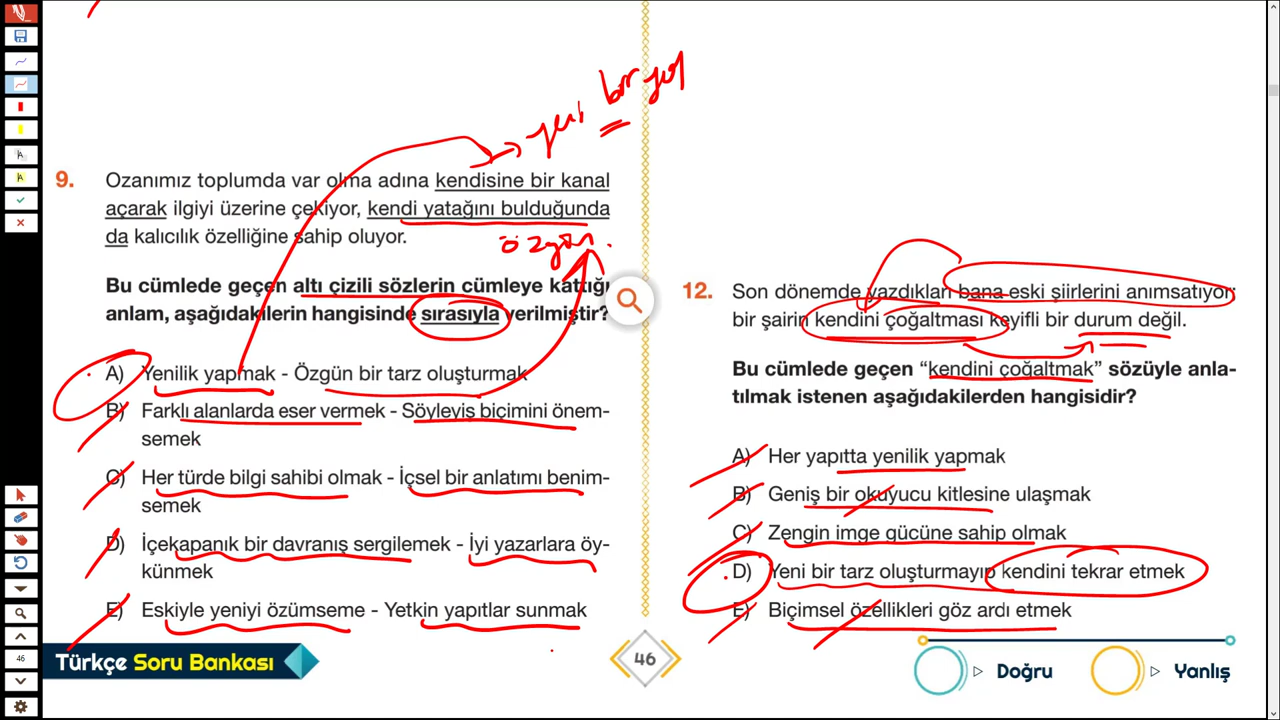 yeni bir yol
9. Ozanımız toplumda var olma adına kendisine bir kanal
açarak ilgiyi üzerine çekiyor, kendi yatağını bulduğunda
da kalıcılık özelliğine sahip oluyor.
özgün.
Bu cümlede geçen altı çizili sözlerin cümleye kattığı
anlam, aşağıdakilerin hangisinde sırasıyla verilmiştir?
A) Yenilik yapmak - Özgün bir tarz oluşturmak
B) Farklı alanlarda eser vermek - Söyleyiş biçimini önem-
semek
C) Her türde bilgi sahibi olmak - İçsel bir anlatımı benim-
semek
D) İçekapanık bir davranış sergilemek - İyi yazarlara öy-
künmek
E) Eskiyle yeniyi özümseme - Yetkin yapıtlar sunmak
12. Son dönemde yazdıkları bana eski şiirlerini anımsatıyor;
bir şairin kendini çoğaltması keyifli bir durum değil.
Bu cümlede geçen “kendini çoğaltmak” sözüyle anla-
tılmak istenen aşağıdakilerden hangisidir?
A) Her yapıtta yenilik yapmak
B) Geniş bir okuyucu kitlesine ulaşmak
C) Zengin imge gücüne sahip olmak
D) Yeni bir tarz oluşturmayıp kendini tekrar etmek
E) Biçimsel özellikleri göz ardı etmek
Türkçe Soru Bankası
46
Doğru
Yanlış
46